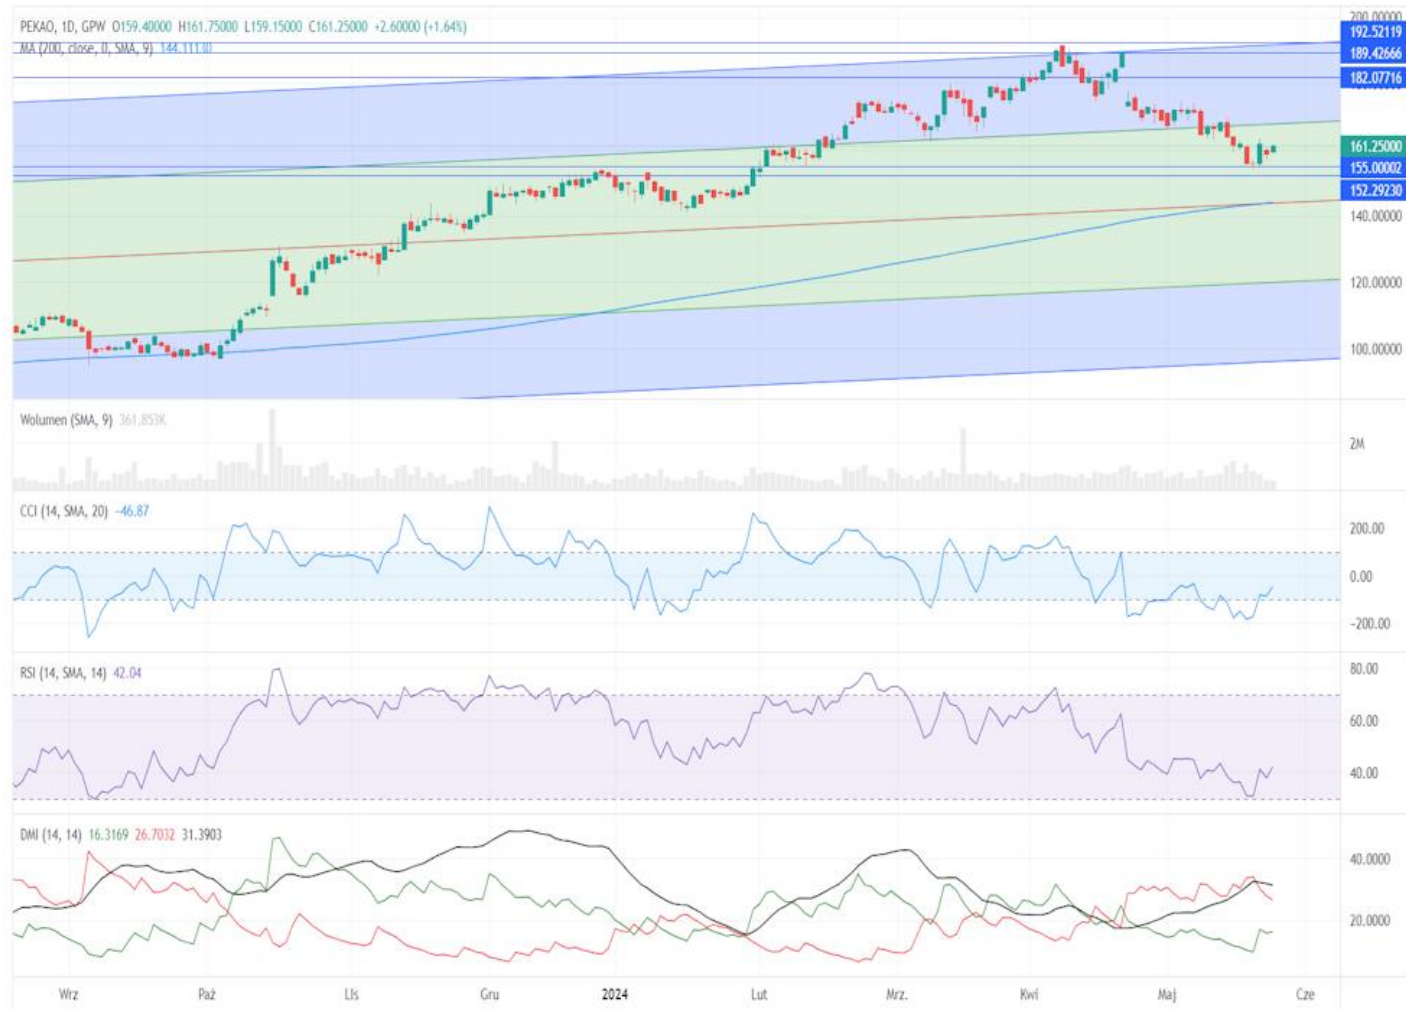 PEKAO, 1D, GPW O159.40000 H161.75000 L159.15000 C161.25000 +2.60000 (+1.64%)
MA (200, close, 0, SMA, 9) 144.11130
200.00000
192.52119
189.42666
182.07716
161.25000
155.00002
152.29230
140.00000
120.00000
100.00000
Wolumen (SMA, 9) 361.853K
2M
CCI (14, SMA, 20) −46.87
200.00
0.00
−200.00
RSI (14, SMA, 14) 42.04
80.00
60.00
40.00
DMI (14, 14) 16.3169 26.7032 31.3903
40.0000
20.0000
Wrz Paź Lis Gru 2024 Lut Mrz. Kwi Maj Cze